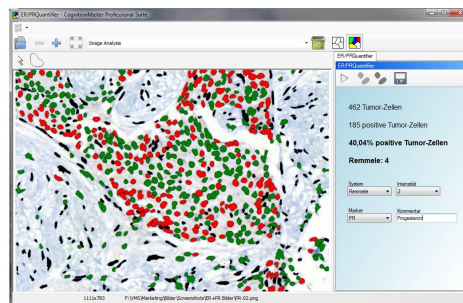 ER/PRQuantifier - CognitionMaster Professional Suite
Image Analysis
ER/PRQuantifier
ER/PRQuantifier
462 Tumor-Zellen
185 positive Tumor-Zellen
40,04% positive Tumor-Zellen
Remmele: 4
System
Intensität
Remmele
2
Marker
Kommentar
PR
Progesteron
1111x783
F:\VMS\Marketing\Bilder\Screenshots\ER+PR Bilder\PR-02.png